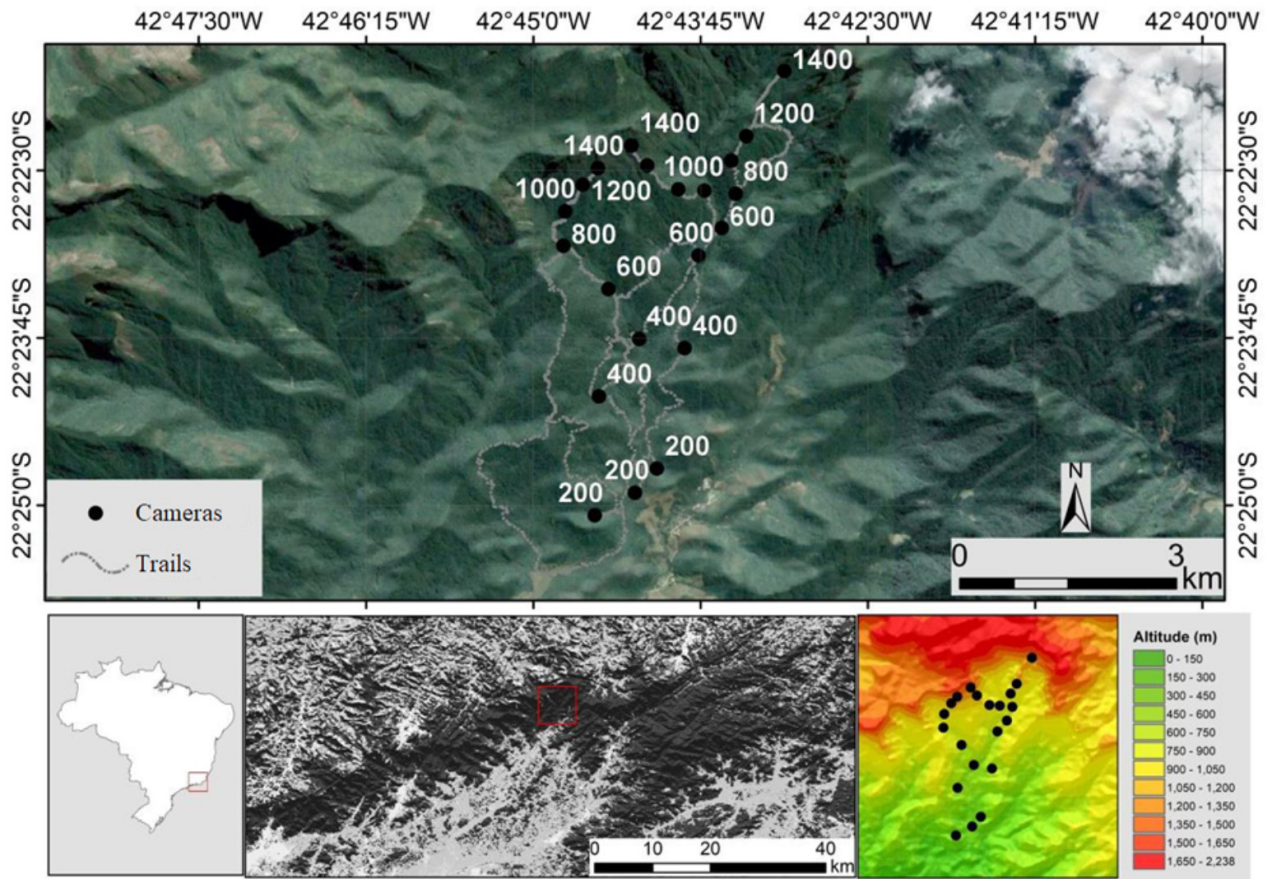 42°47'30"W 42°46'15"W 42°45'0"W 42°43'45"W 42°42'30"W 42°41'15"W 42°40'0"W
22°22'30"S
22°23'45"S
22°25'0"S
22°22'30"S
22°23'45"S
22°25'0"S
1400
1200
1400
1400
1000
800
1000
1200
600
800
600
600
400
400
400
200
200
200
Cameras
Trails
N
0 3
km
0 10 20 40
km
Altitude (m)
0 - 150
150 - 300
300 - 450
450 - 600
600 - 750
750 - 900
900 - 1,050
1,050 - 1,200
1,200 - 1,350
1,350 - 1,500
1,500 - 1,650
1,650 - 2,238